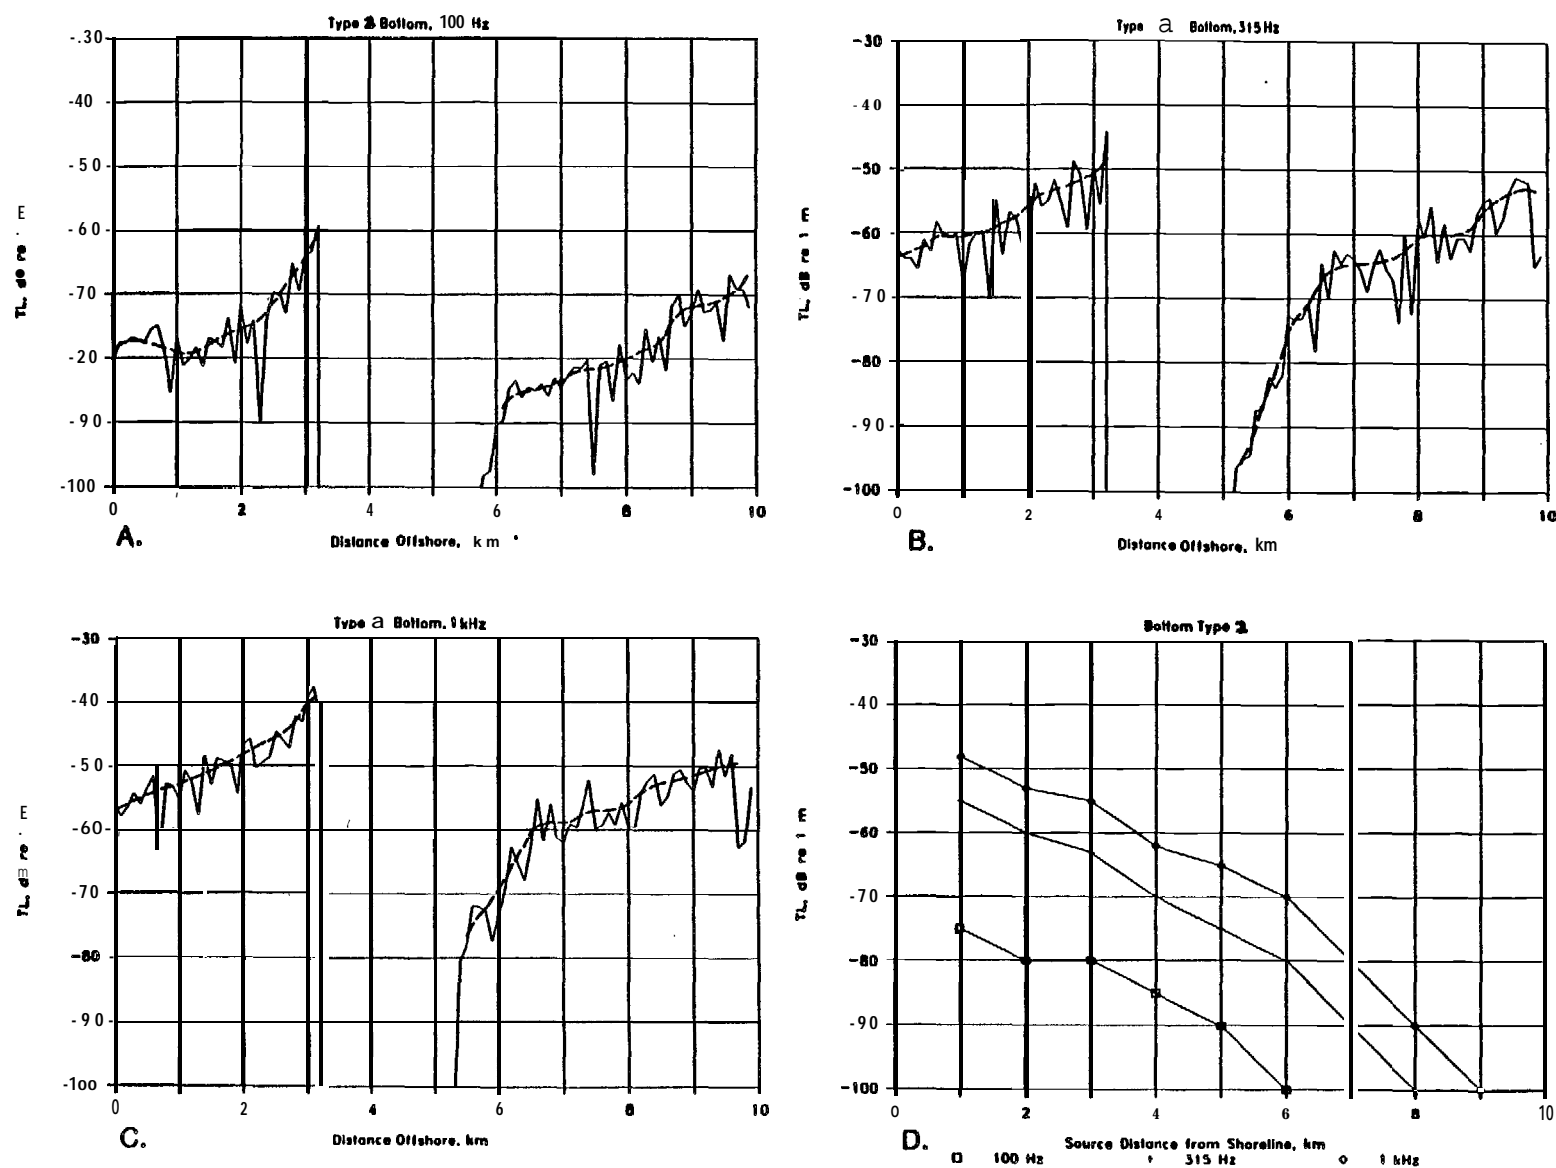 Type 2 Bottom, 100 Hz
-.30
-40
-50
-60
-70
-20
-90
-100
TL, dB re . E
0 2 4 6 8 10
A. Distance Offshore, km
Type a Bottom, 315 Hz
-30
-40
-50
-60
-70
-80
-90
-100
TL, dB re 1 m
0 2 4 6 8 10
B. Distance Offshore, km
Type a Bottom, 1 kHz
-30
-40
-50
-60
-70
-80
-90
-100
TL, dm re . E
0 2 4 6 8 10
C. Distance Offshore, km
Bottom Type 2
-30
-40
-50
-60
-70
-80
-90
-100
TL, dB re 1 m
0 2 4 6 8 10
D. Source Distance from Shoreline, km
100 Hz 315 Hz 1 kHz